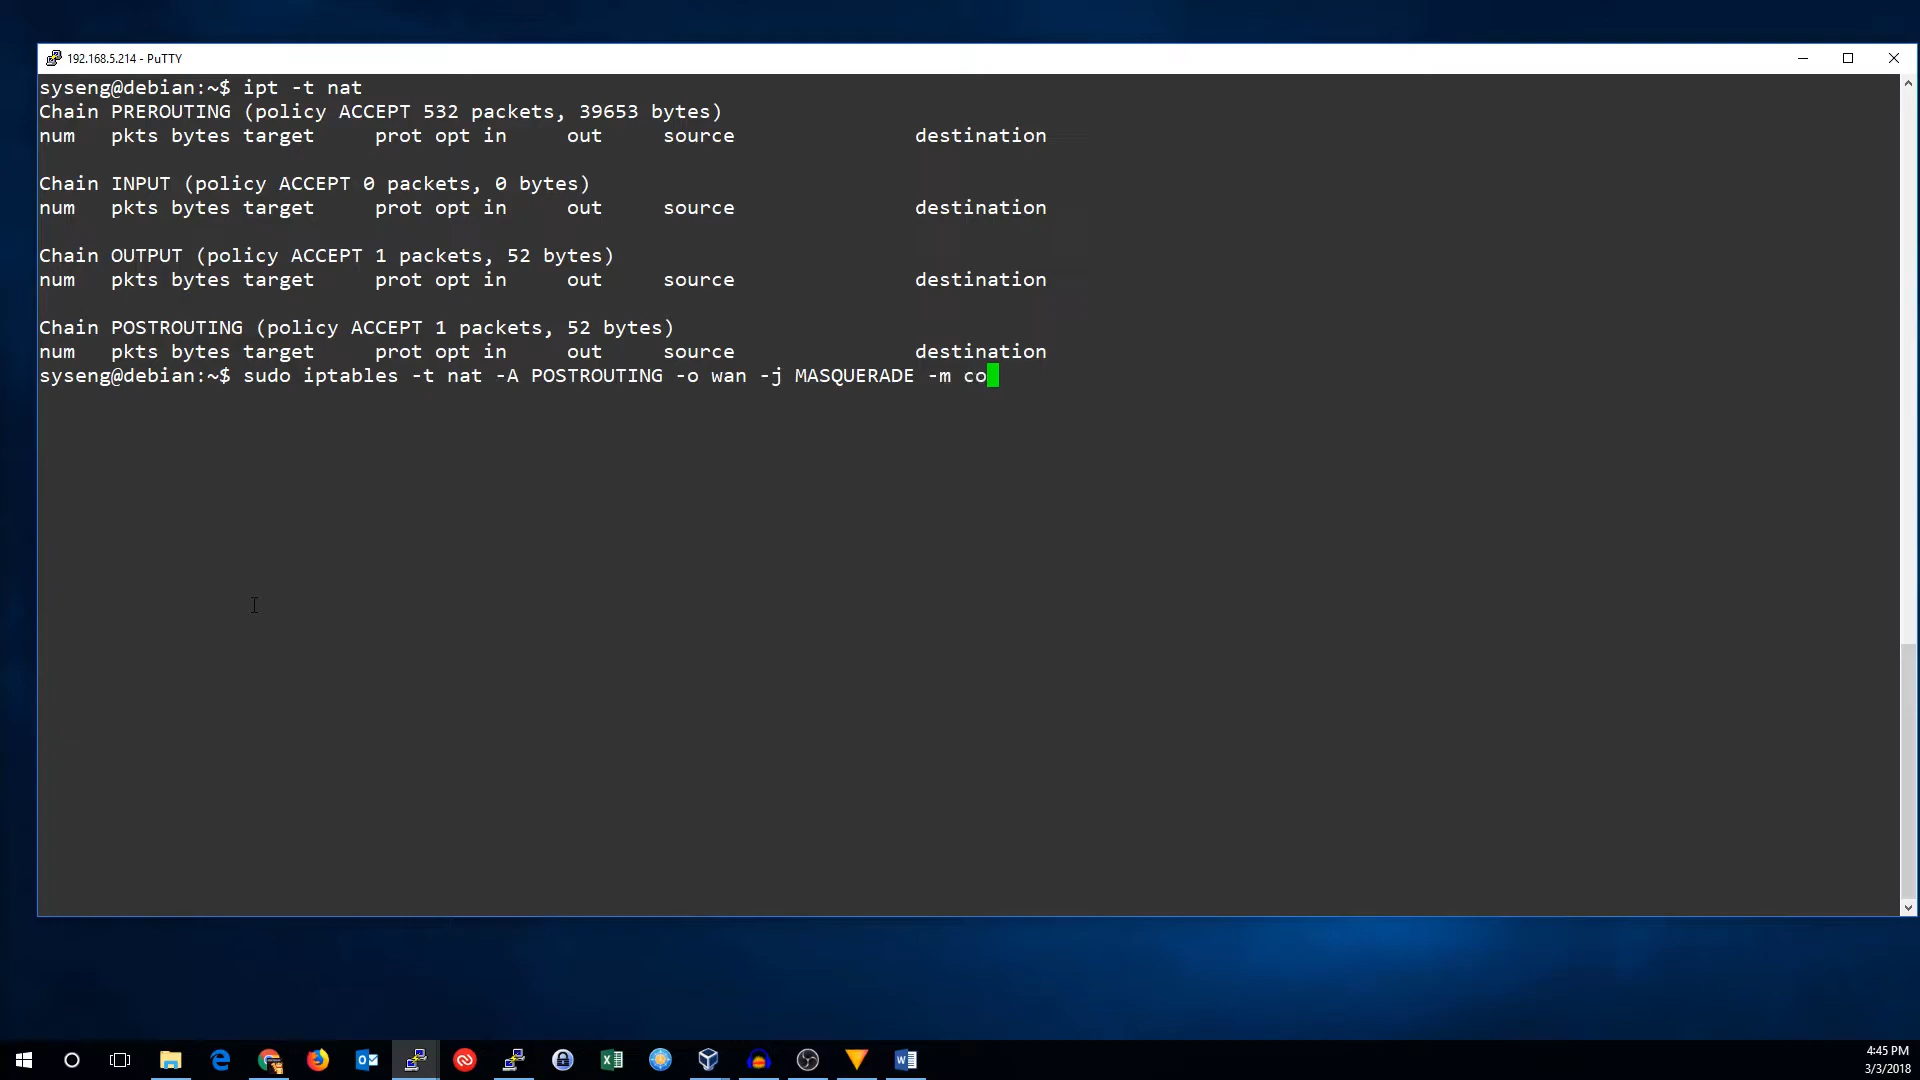 192.168.5.214 - PuTTY
syseng@debian:~$ ipt -t nat
Chain PREROUTING (policy ACCEPT 532 packets, 39653 bytes)
num   pkts bytes target     prot opt in     out     source               destination
Chain INPUT (policy ACCEPT 0 packets, 0 bytes)
num   pkts bytes target     prot opt in     out     source               destination
Chain OUTPUT (policy ACCEPT 1 packets, 52 bytes)
num   pkts bytes target     prot opt in     out     source               destination
Chain POSTROUTING (policy ACCEPT 1 packets, 52 bytes)
num   pkts bytes target     prot opt in     out     source               destination
syseng@debian:~$ sudo iptables -t nat -A POSTROUTING -o wan -j MASQUERADE -m co
4:45 PM
3/3/2018